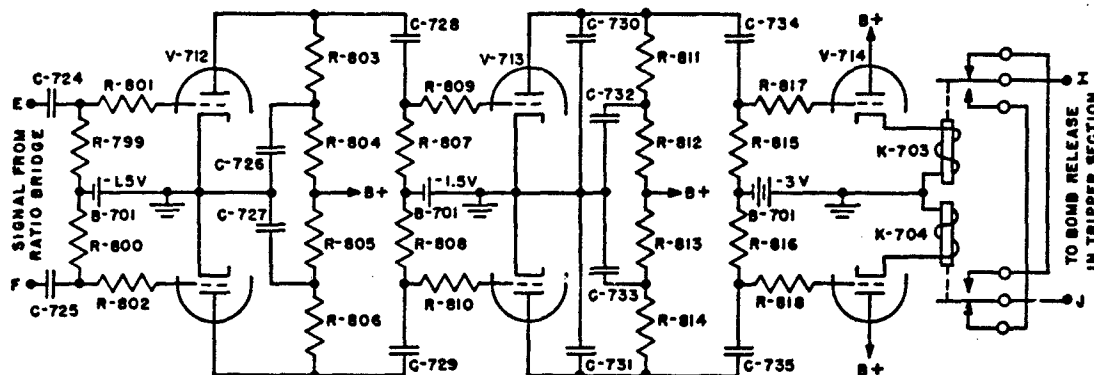 C-728
C-730
C-734
B+
C-724
V-712
R-803
V-713
R-811
V-714
R-801
R-809
R-817
E
H
SIGNAL FROM
RATIO BRIDGE
R-799
C-726
R-804
R-807
C-732
R-812
R-815
K-703
-1.5V
B+
-1.5V
B+
-3V
B-701
B-701
B-701
C-727
R-800
R-805
R-808
R-813
R-816
K-704
TO BOMB RELEASE
IN TRIPPER SECTION
F
C-725
R-802
R-806
R-810
C-733
R-814
R-818
J
C-729
C-731
C-735
B+